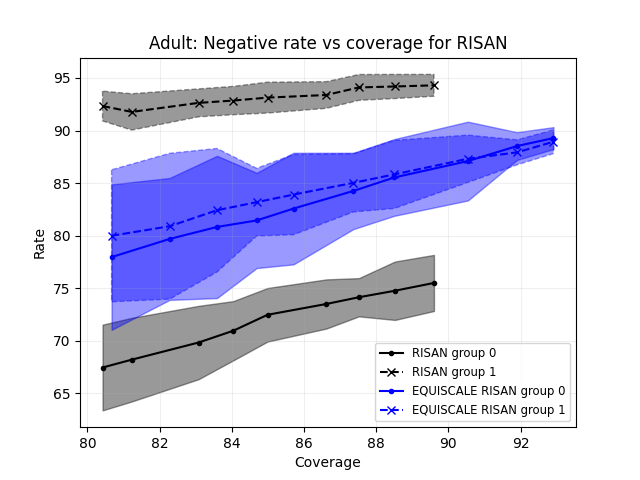 Adult: Negative rate vs coverage for RISAN
95
90
85
80
75
70
65
Rate
80 82 84 86 88 90 92
Coverage
RISAN group 0
RISAN group 1
EQUISCALE RISAN group 0
EQUISCALE RISAN group 1